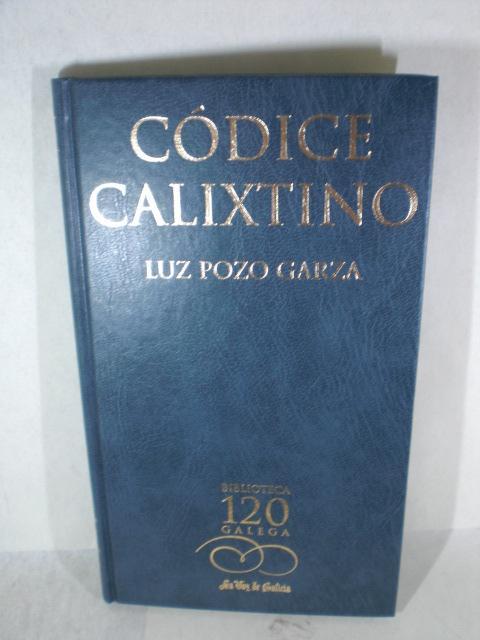 CÓDICE
CALIXTINO
LUZ POZO GARZA
BIBLIOTECA
120
GALEGA
La Voz de Galicia